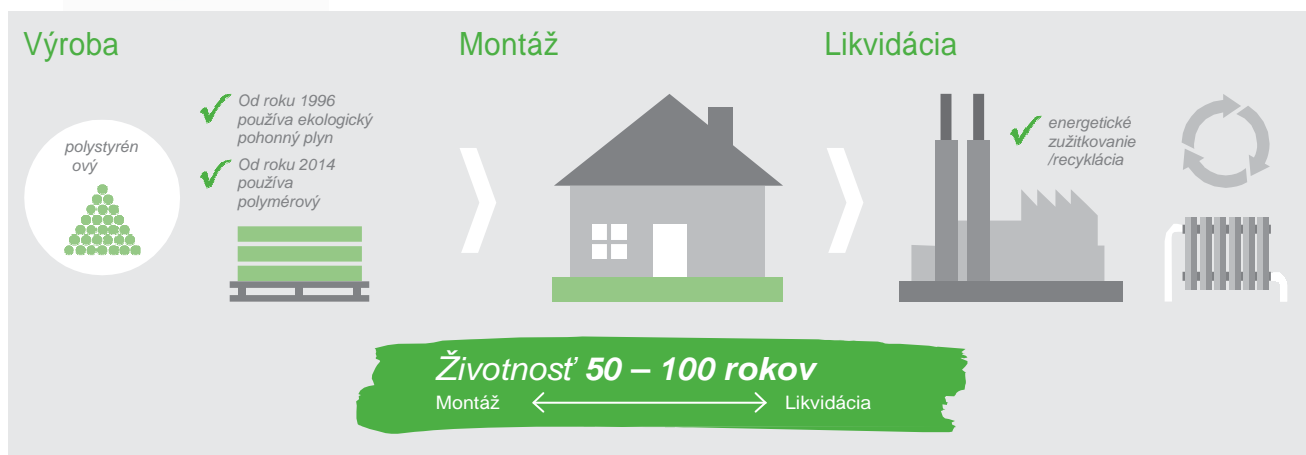 Výroba
polystyrén
ový
Od roku 1996
používa ekologický
pohonný plyn
Od roku 2014
používa
polymérový
Montáž
Likvidácia
energetické
zužitkovanie
/recyklácia
Životnosť 50 – 100 rokov
Montáž
Likvidácia